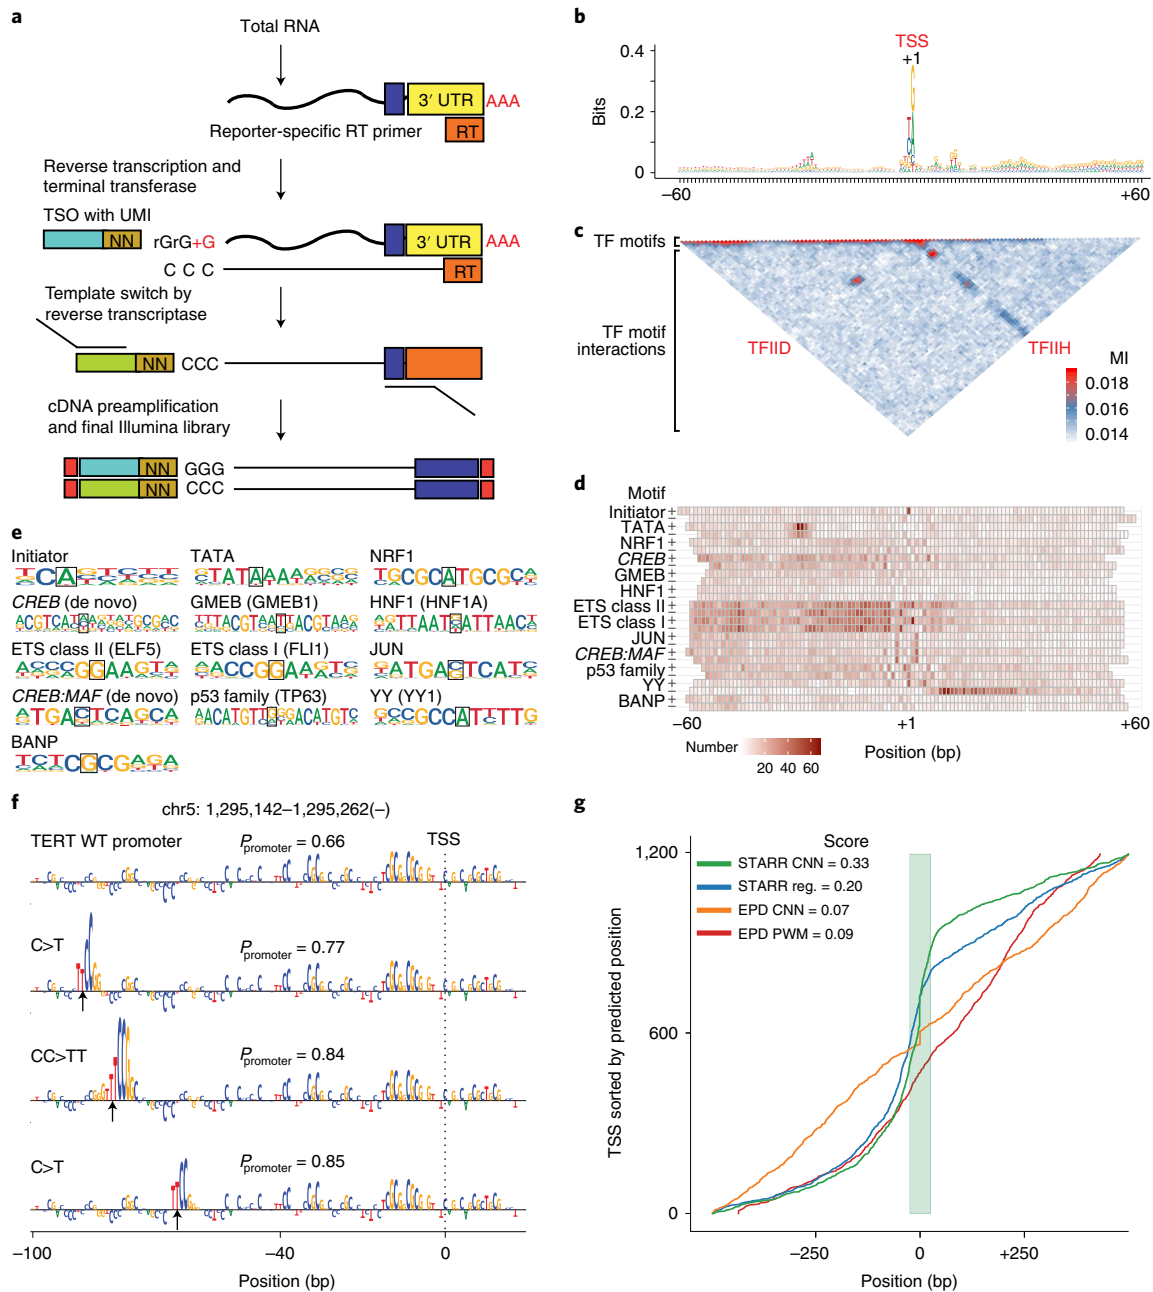 a
Total RNA
3′ UTR AAA
Reporter-specific RT primer RT
Reverse transcription and
terminal transferase
TSO with UMI
NN rGrG+G 3′ UTR AAA
C C C RT
Template switch by
reverse transcriptase
NN CCC
cDNA preamplification
and final Illumina library
NN GGG
NN CCC
b
TSS
+1
Bits
0.4
0.2
0
−60 +60
c
TF motifs
TF motif
interactions
TFIID
TFIIH
MI
0.018
0.016
0.014
d
Motif
Initiator +
−
TATA +
−
NRF1 +
−
CREB +
−
GMEB +
−
HNF1 +
−
ETS class II +
−
ETS class I +
−
JUN +
−
CREB:MAF +
−
p53 family +
−
YY +
−
BANP +
−
−60 +1 +60
Number
20 40 60
Position (bp)
e
Initiator TATA NRF1
CREB (de novo) GMEB (GMEB1) HNF1 (HNF1A)
ETS class II (ELF5) ETS class I (FLI1) JUN
CREB:MAF (de novo) p53 family (TP63) YY (YY1)
BANP
f
chr5: 1,295,142–1,295,262(−)
TERT WT promoter
Ppromoter = 0.66
TSS
C>T
Ppromoter = 0.77
CC>TT
Ppromoter = 0.84
C>T
Ppromoter = 0.85
−100 −40 0
Position (bp)
g
Score
STARR CNN = 0.33
STARR reg. = 0.20
EPD CNN = 0.07
EPD PWM = 0.09
TSS sorted by predicted position
1,200
600
0
−250 0 +250
Position (bp)